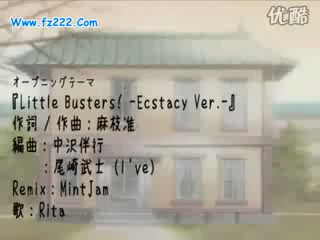 www.fz222.Com
优酷
オープニングテーマ
『Little Busters! -Ecstacy Ver.-』
作詞 / 作曲：麻枝准
編曲：中沢伴行
：尾崎武士 (I've)
Remix：MintJam
歌：Rita